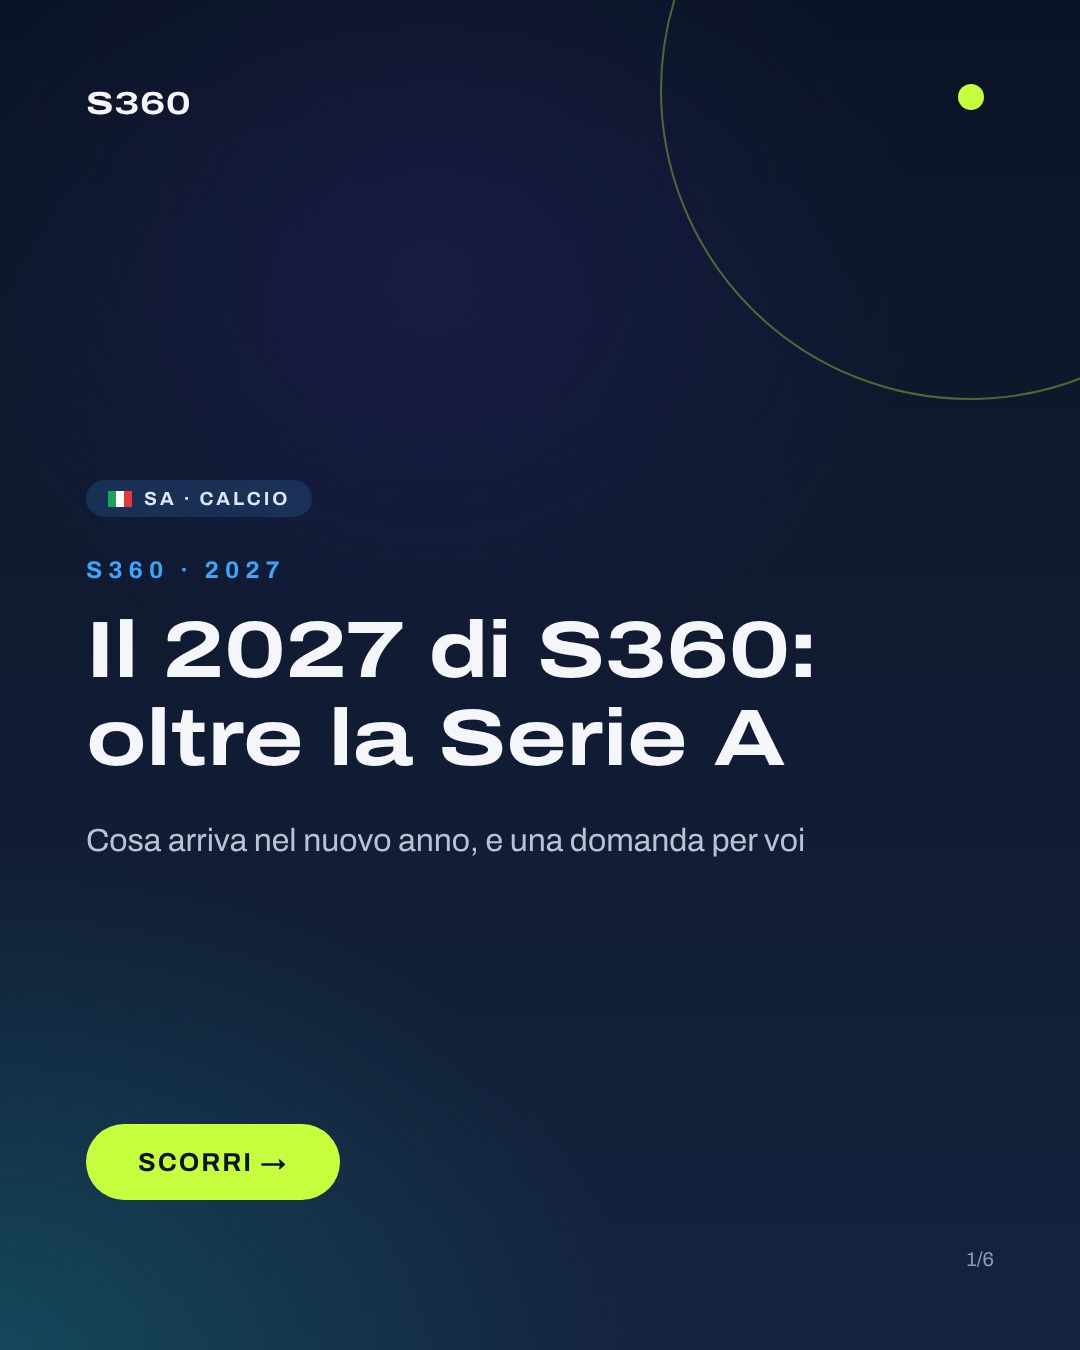 S360
SA · CALCIO
S360 · 2027
Il 2027 di S360:
oltre la Serie A
Cosa arriva nel nuovo anno, e una domanda per voi
SCORRI →
1/6